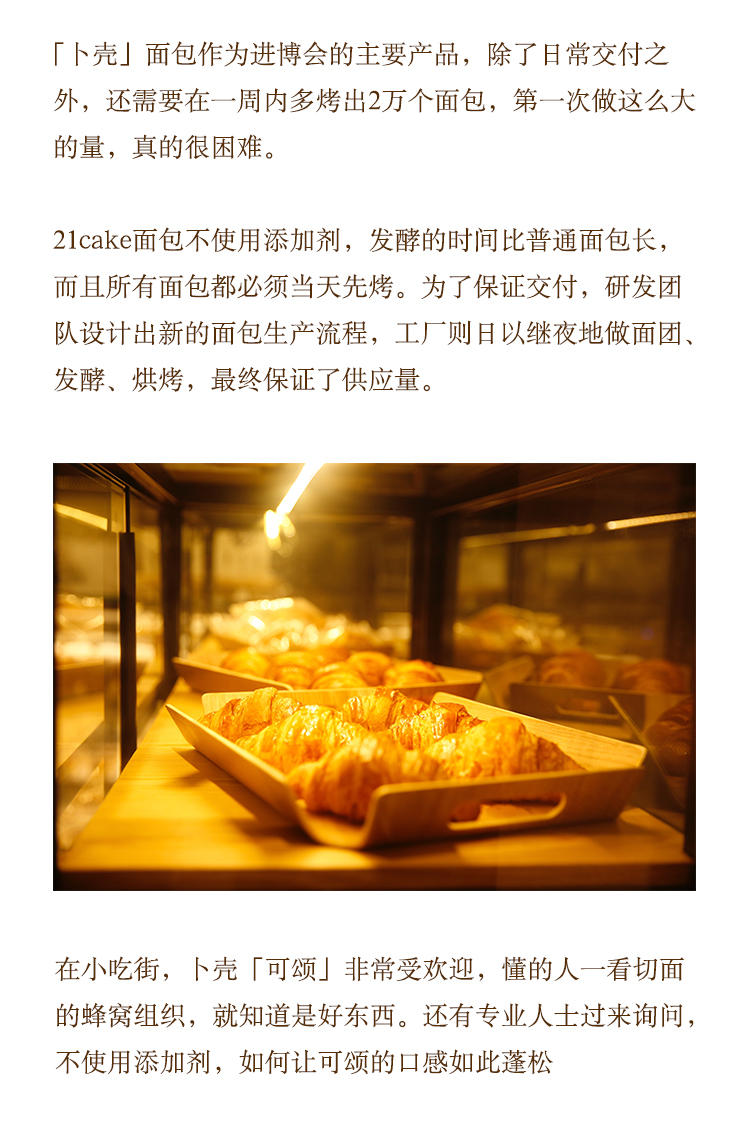 「卜壳」面包作为进博会的主要产品，除了日常交付之
外，还需要在一周内多烤出2万个面包，第一次做这么大
的量，真的很困难。
21cake面包不使用添加剂，发酵的时间比普通面包长，
而且所有面包都必须当天先烤。为了保证交付，研发团
队设计出新的面包生产流程，工厂则日以继夜地做面团、
发酵、烘烤，最终保证了供应量。
在小吃街，卜壳「可颂」非常受欢迎，懂的人一看切面
的蜂窝组织，就知道是好东西。还有专业人士过来询问，
不使用添加剂，如何让可颂的口感如此蓬松